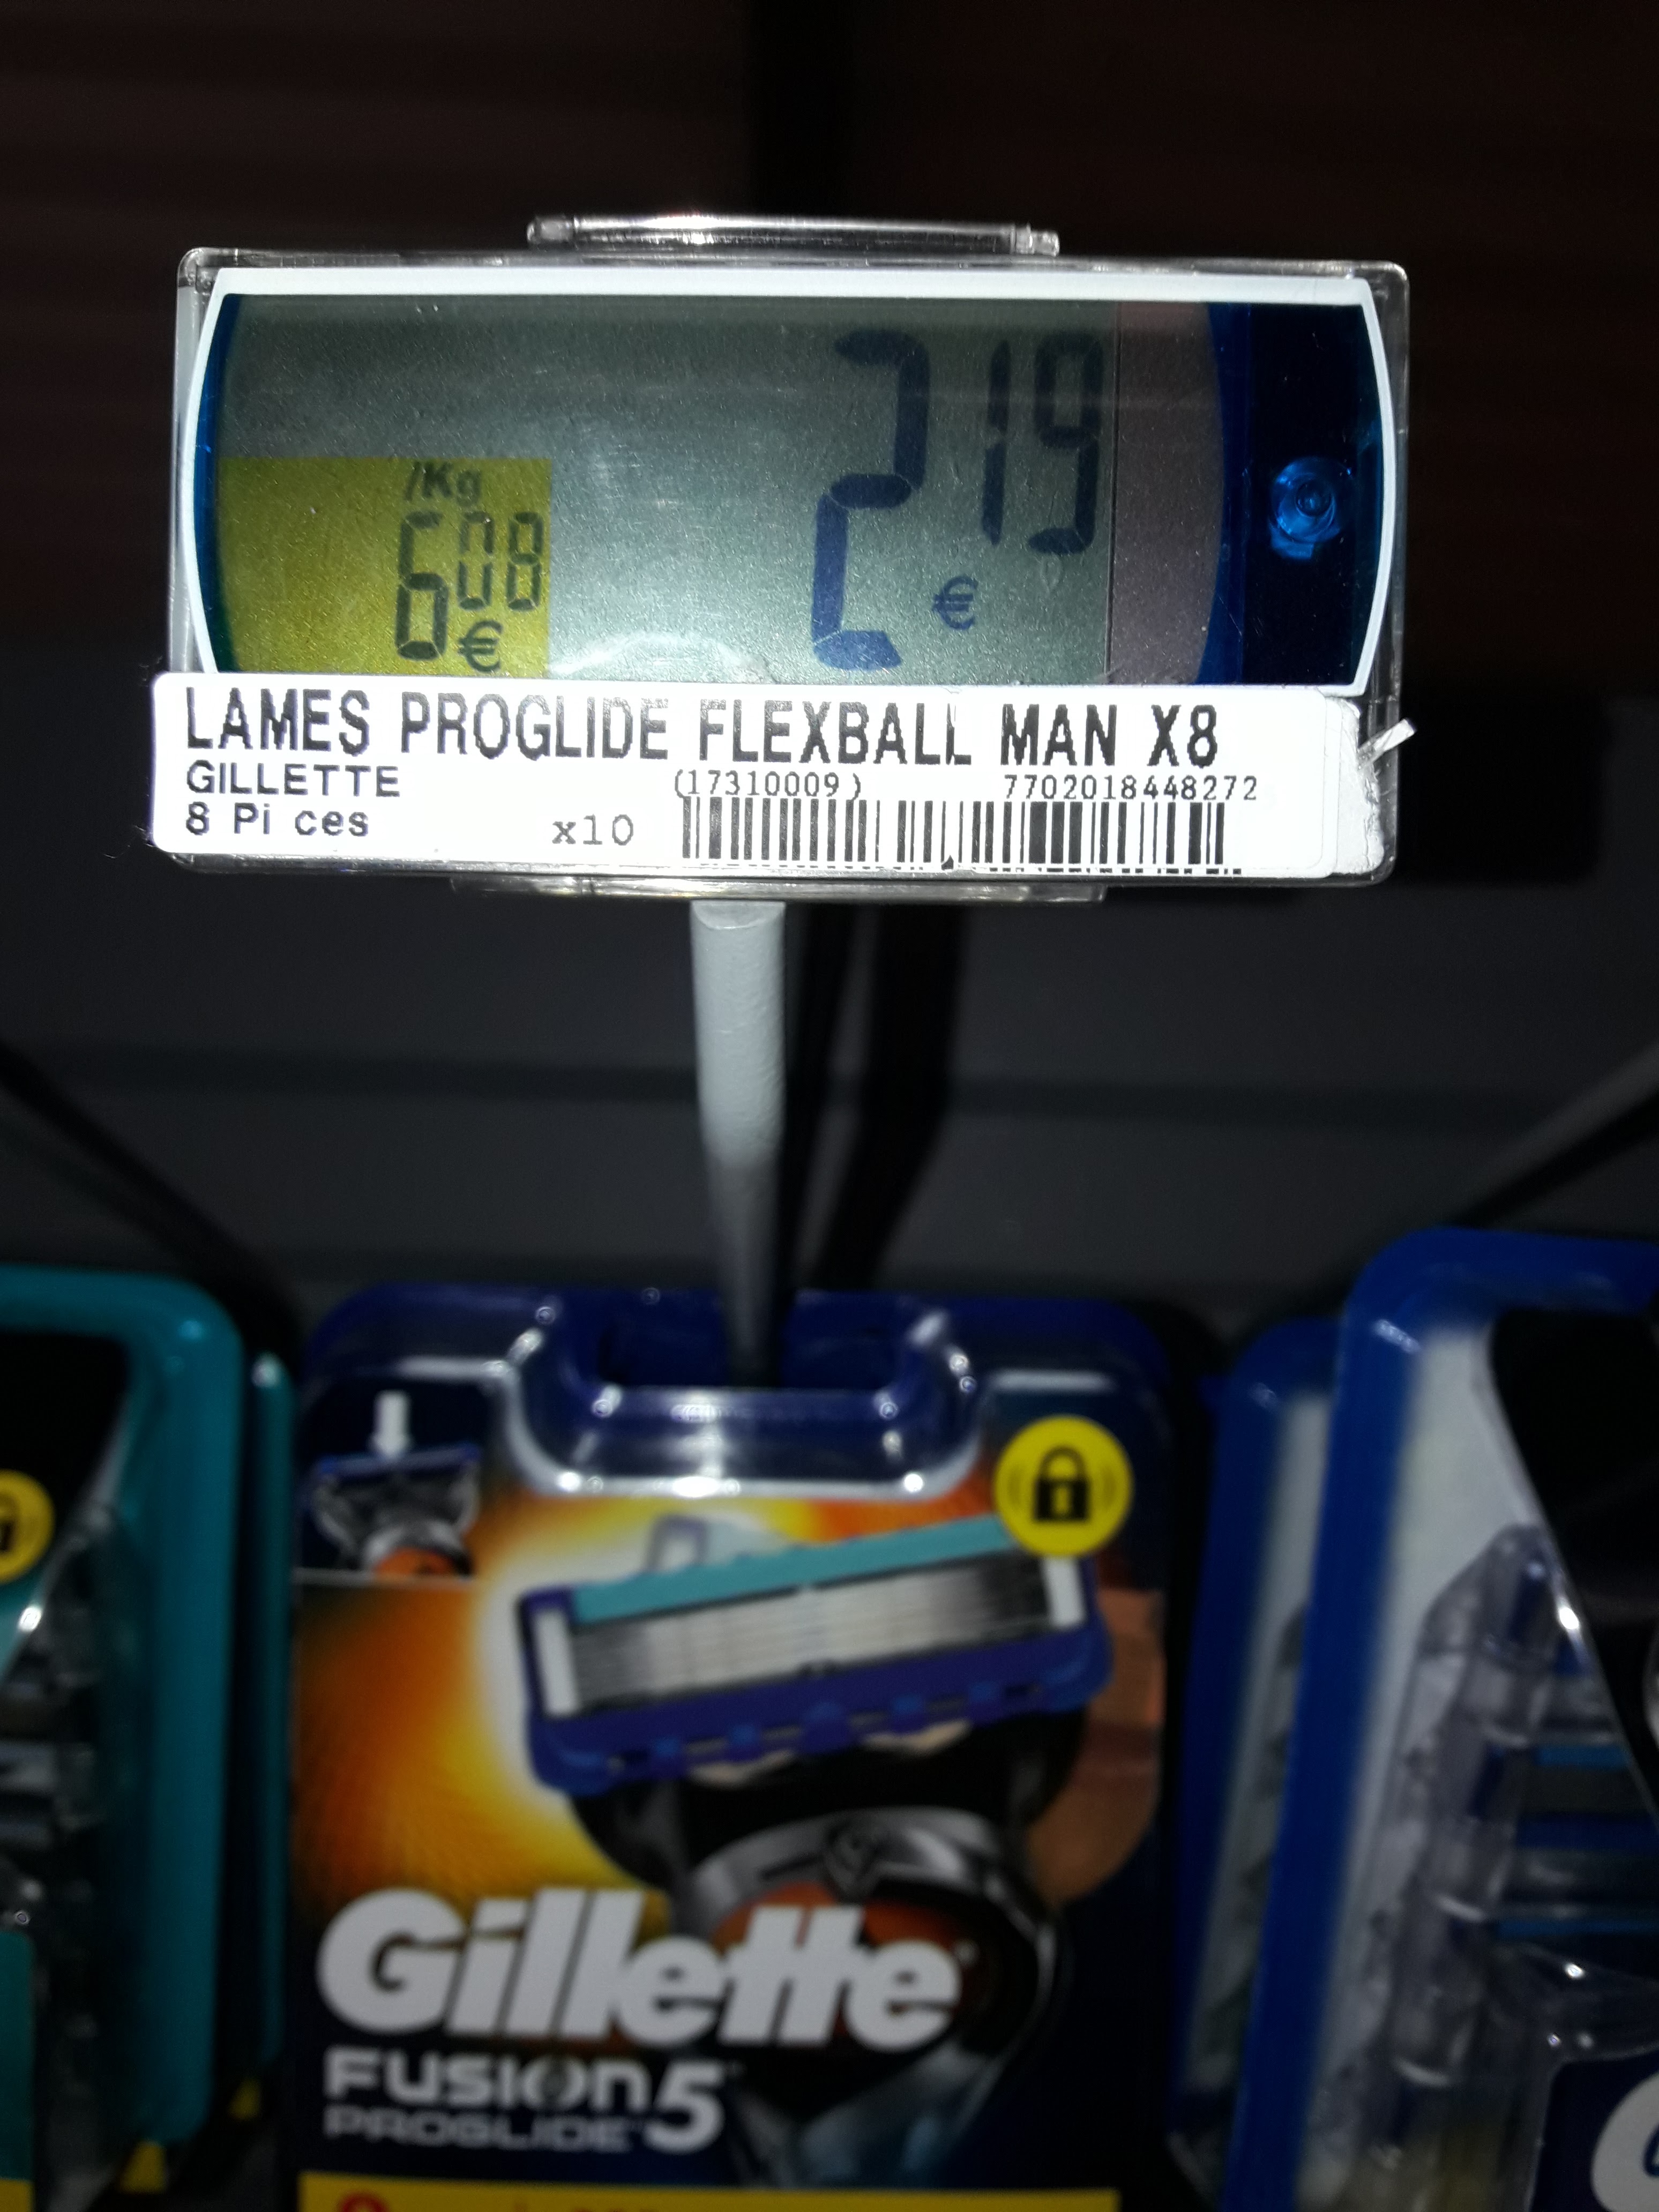 2 19
€
/Kg
6 08
€
LAMES PROGLIDE FLEXBALL MAN X8
GILLETTE (17310009) 7702018448272
8 Pi ces x10
Gillette
FUSION5
PROGLIDE™